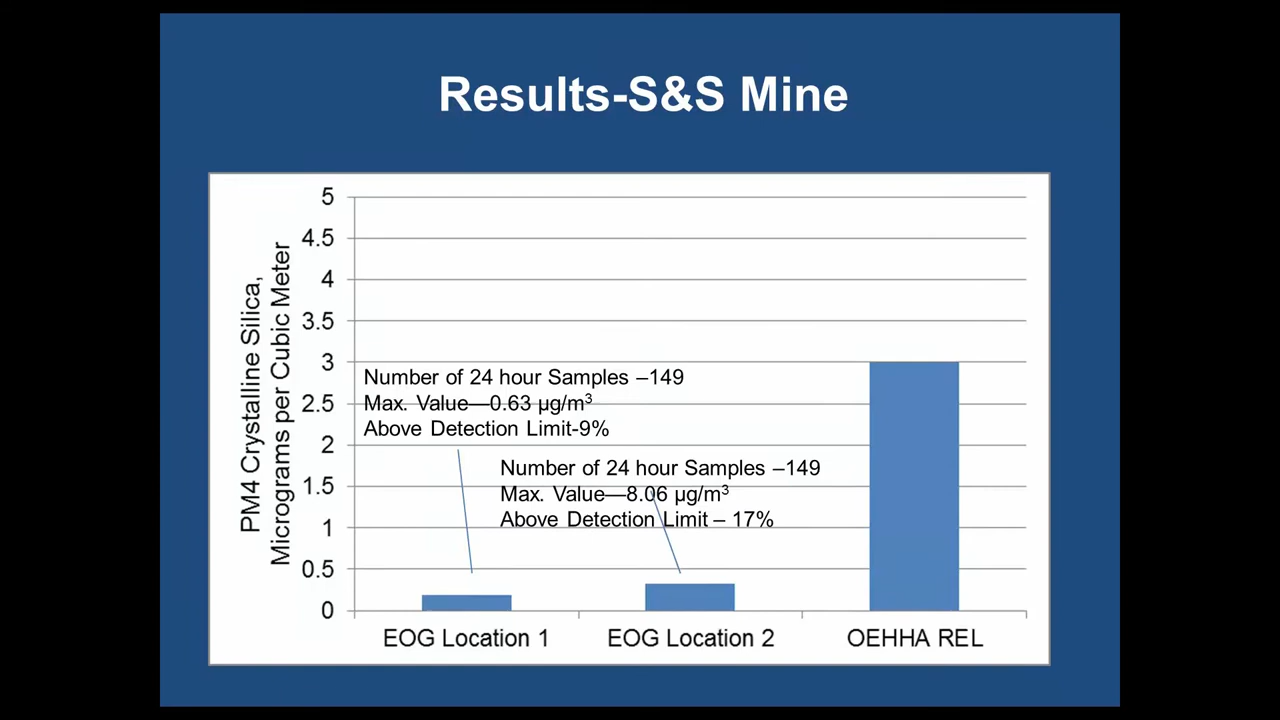 Results-S&S Mine
PM4 Crystalline Silica,
Micrograms per Cubic Meter
5
4.5
4
3.5
3
2.5
2
1.5
1
0.5
0
Number of 24 hour Samples –149
Max. Value—0.63 µg/m³
Above Detection Limit-9%
Number of 24 hour Samples –149
Max. Value—8.06 µg/m³
Above Detection Limit – 17%
EOG Location 1
EOG Location 2
OEHHA REL